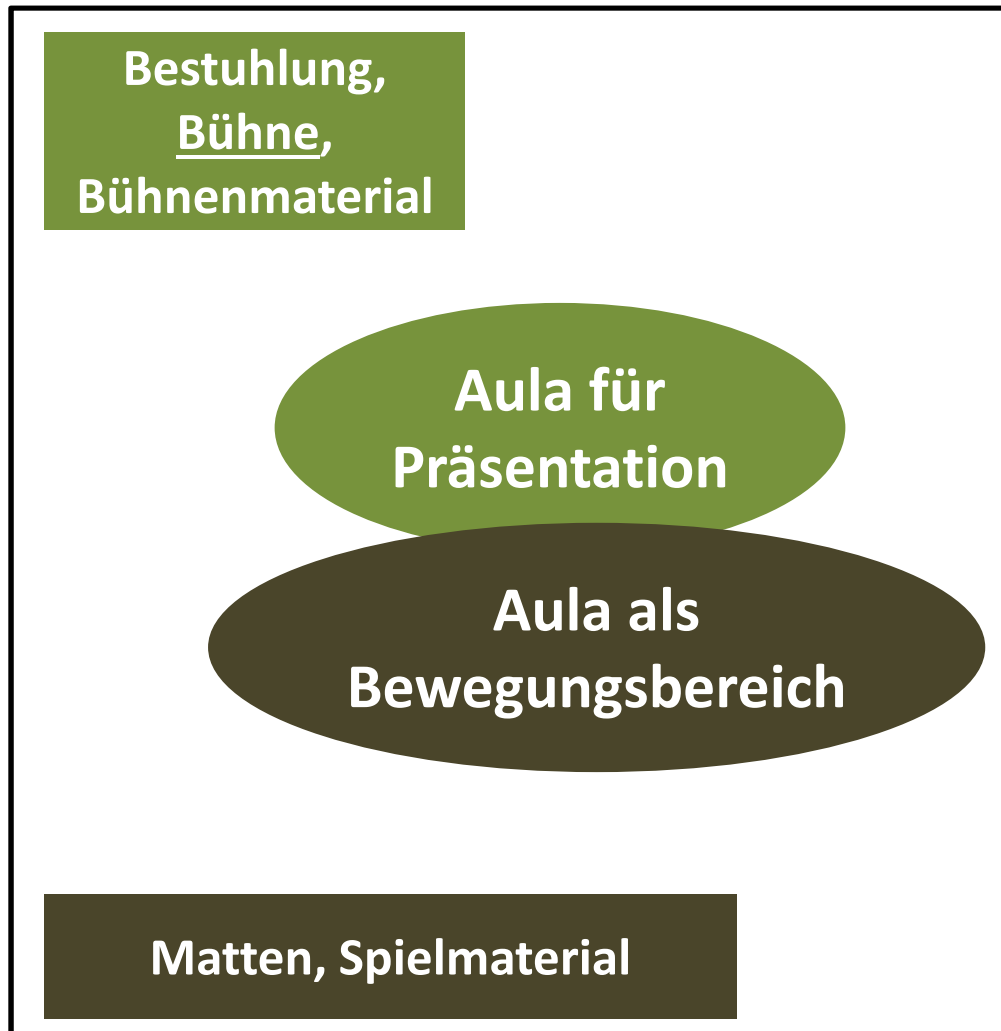 Bestuhlung,
Bühne,
Bühnenmaterial
Aula für
Präsentation
Aula als
Bewegungsbereich
Matten, Spielmaterial